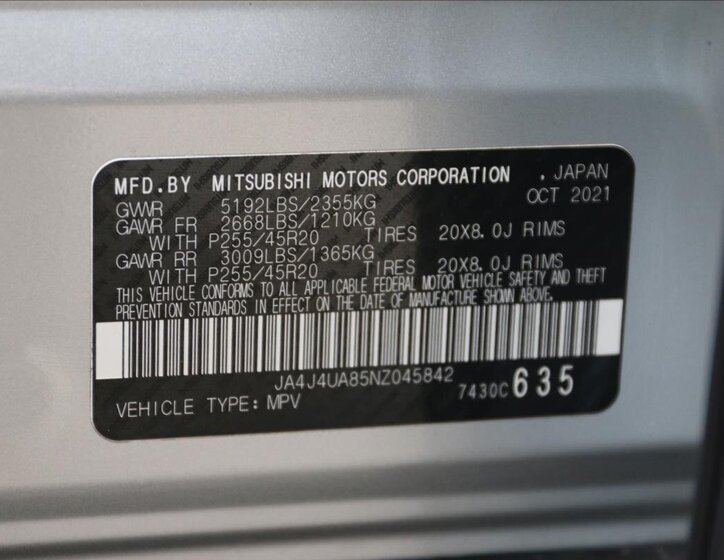 MFD.BY MITSUBISHI MOTORS CORPORATION , JAPAN
GVWR 5192LBS/2355KG OCT 2021
GAWR FR 2668LBS/1210KG
WITH P255/45R20 TIRES 20X8.0J RIMS
GAWR RR 3009LBS/1365KG
WITH P255/45R20 TIRES 20X8.0J RIMS
THIS VEHICLE CONFORMS TO ALL APPLICABLE FEDERAL MOTOR VEHICLE SAFETY AND THEFT
PREVENTION STANDARDS IN EFFECT ON THE DATE OF MANUFACTURE SHOWN ABOVE.
JA4J4UA85NZ045842
VEHICLE TYPE: MPV 7430C 635